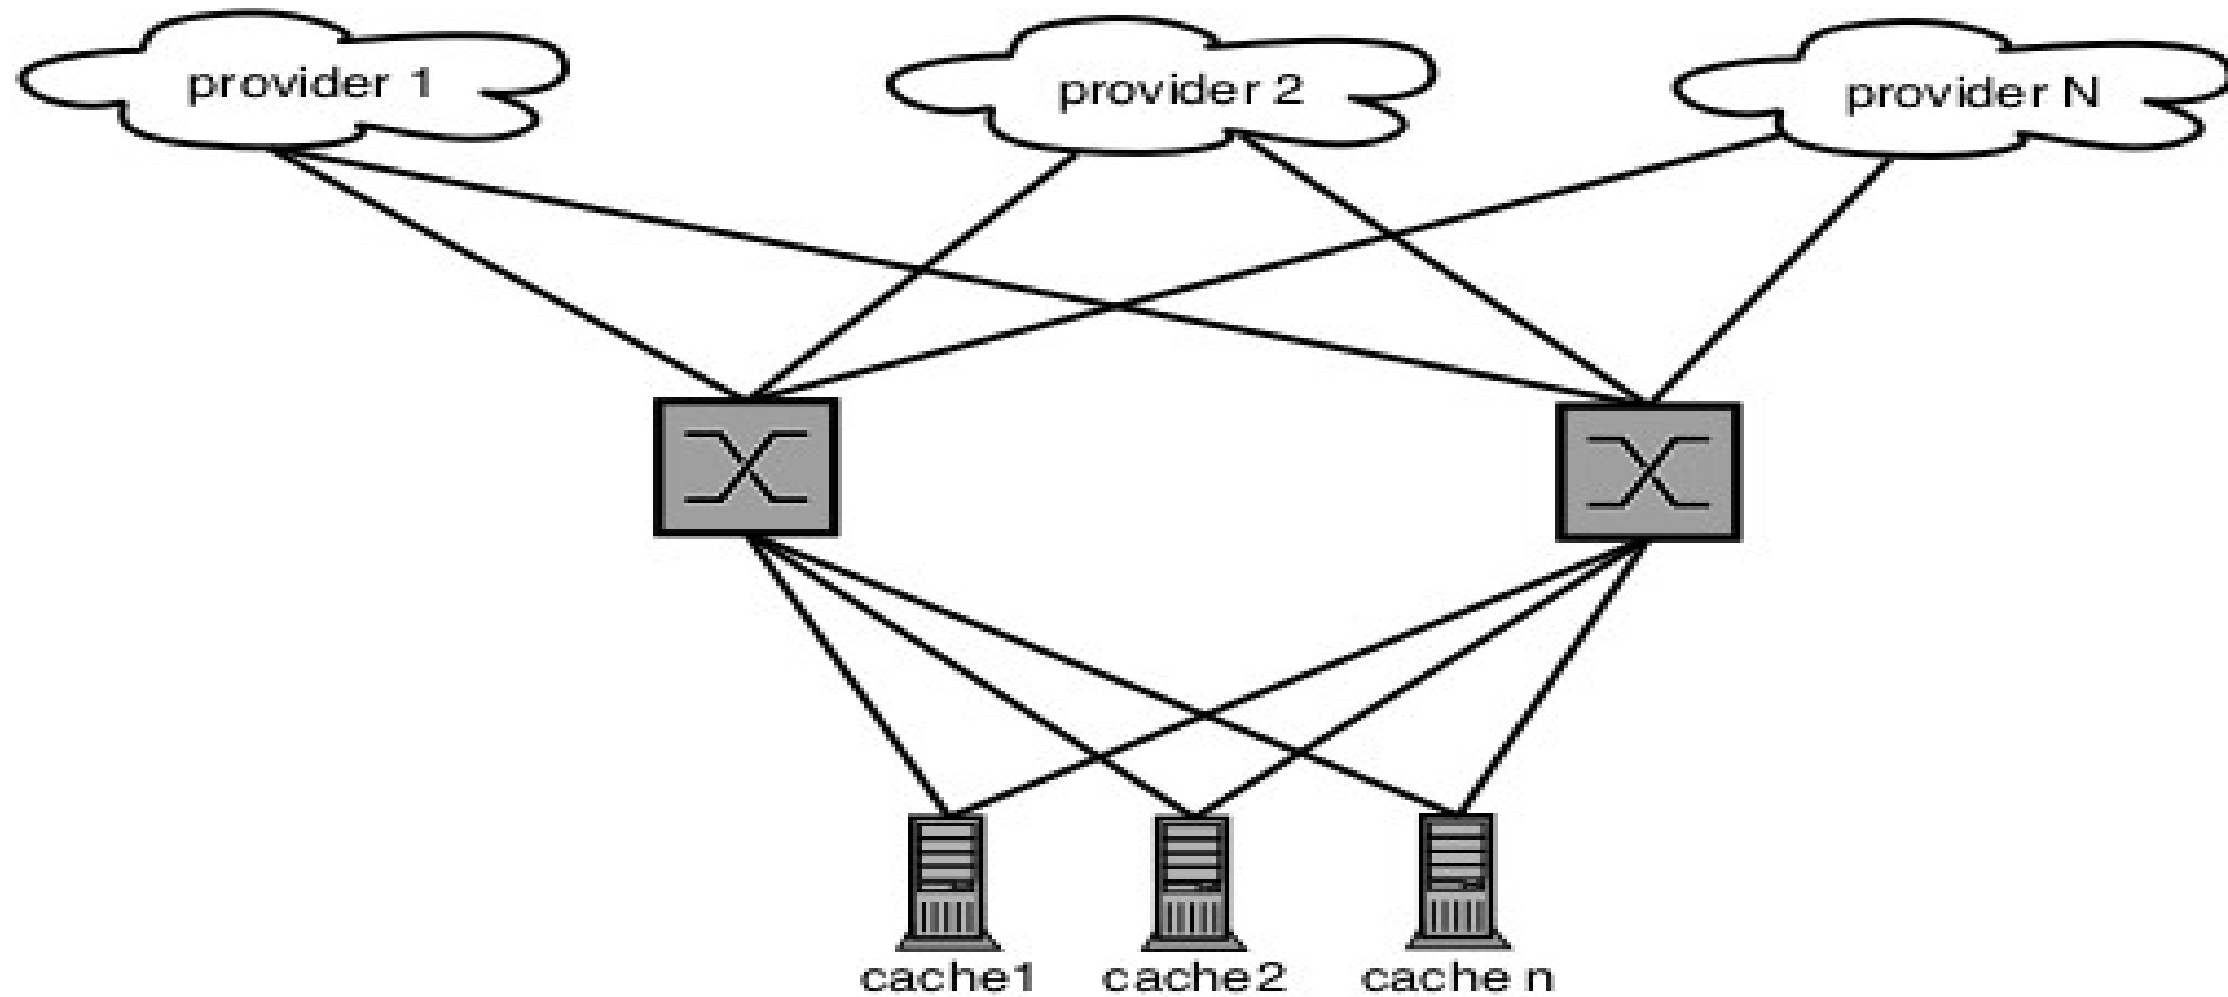 provider 1
provider 2
provider N
cache1
cache2
cache n